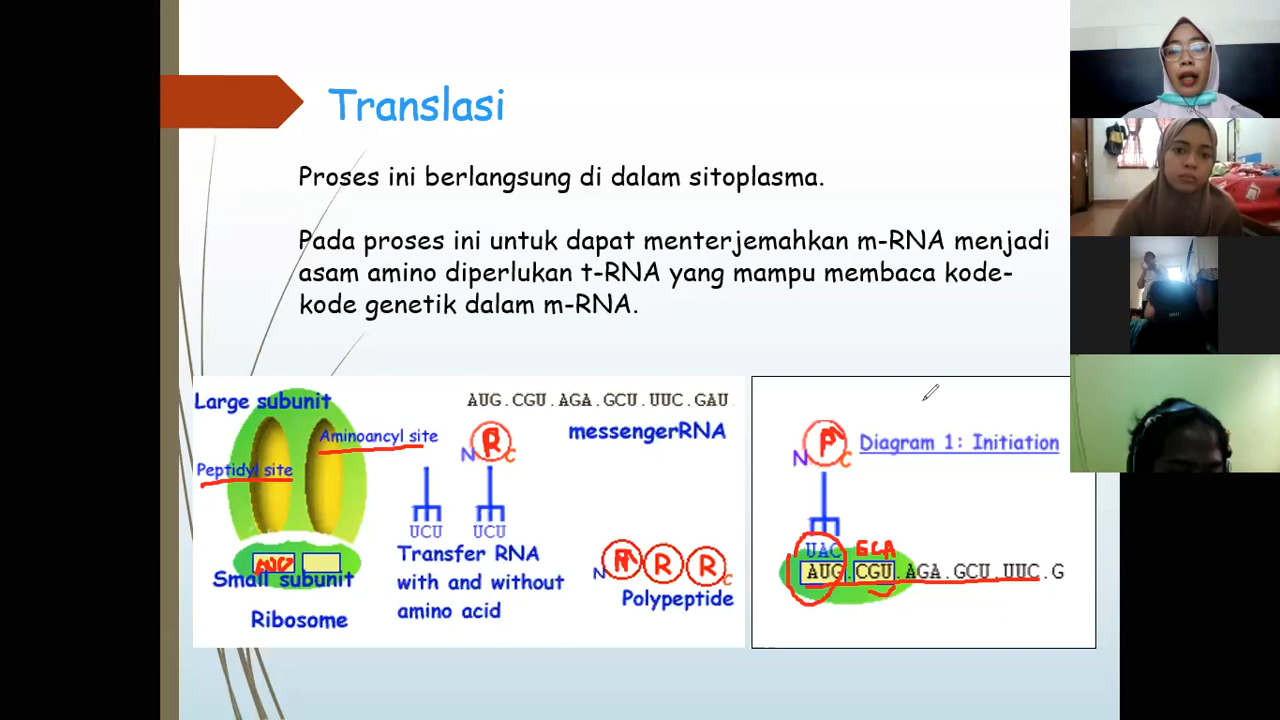 Translasi
Proses ini berlangsung di dalam sitoplasma.
Pada proses ini untuk dapat menterjemahkan m-RNA menjadi
asam amino diperlukan t-RNA yang mampu membaca kode-
kode genetik dalam m-RNA.
Large subunit
Aminoancyl site
Peptidyl site
AUG
Small subunit
Ribosome
AUG.CGU.AGA.GCU.UUC.GAU
messengerRNA
R
N C
UCU UCU
Transfer RNA
with and without
amino acid
R R
N C
Polypeptide
Diagram 1: Initiation
N C
UAC GCA
AUG.CGU.AGA.GCU.UUC.G